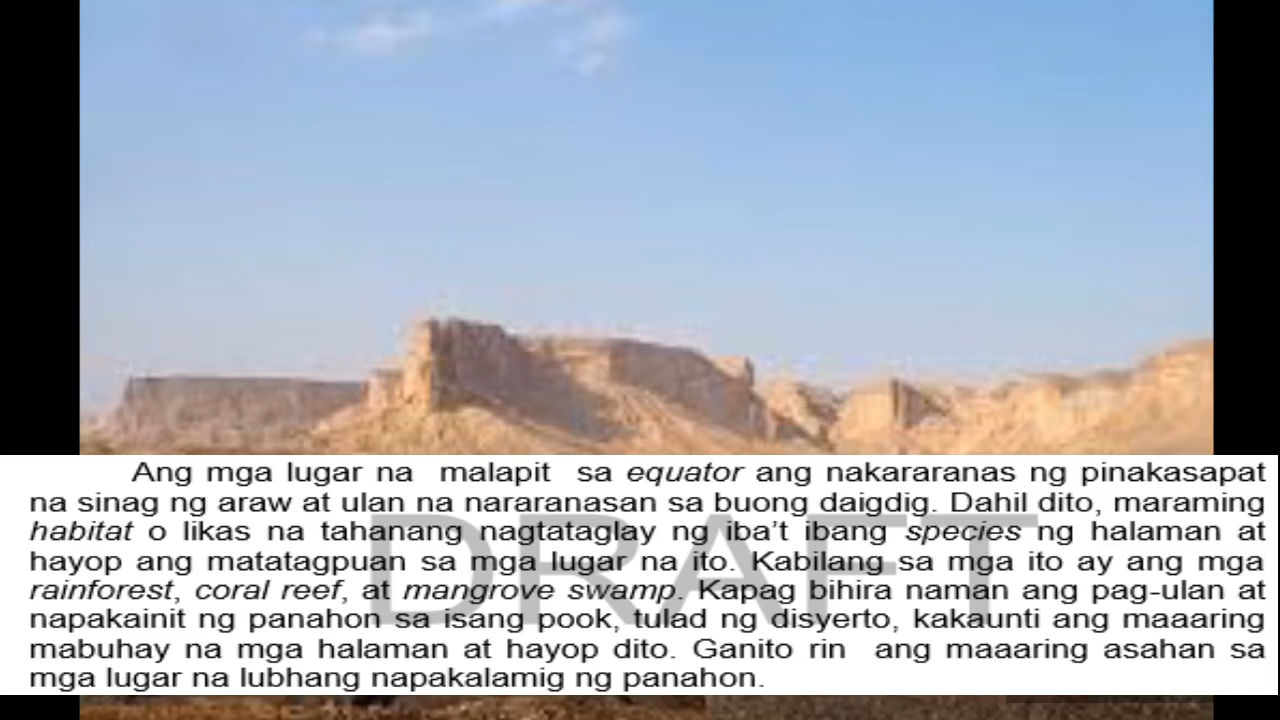 Ang mga lugar na malapit sa equator ang nakararanas ng pinakasapat
na sinag ng araw at ulan na nararanasan sa buong daigdig. Dahil dito, maraming
habitat o likas na tahanang nagtataglay ng iba't ibang species ng halaman at
hayop ang matatagpuan sa mga lugar na ito. Kabilang sa mga ito ay ang mga
rainforest, coral reef, at mangrove swamp. Kapag bihira naman ang pag-ulan at
napakainit ng panahon sa isang pook, tulad ng disyerto, kakaunti ang maaaring
mabuhay na mga halaman at hayop dito. Ganito rin ang maaaring asahan sa
mga lugar na lubhang napakalamig ng panahon.
DRAFT